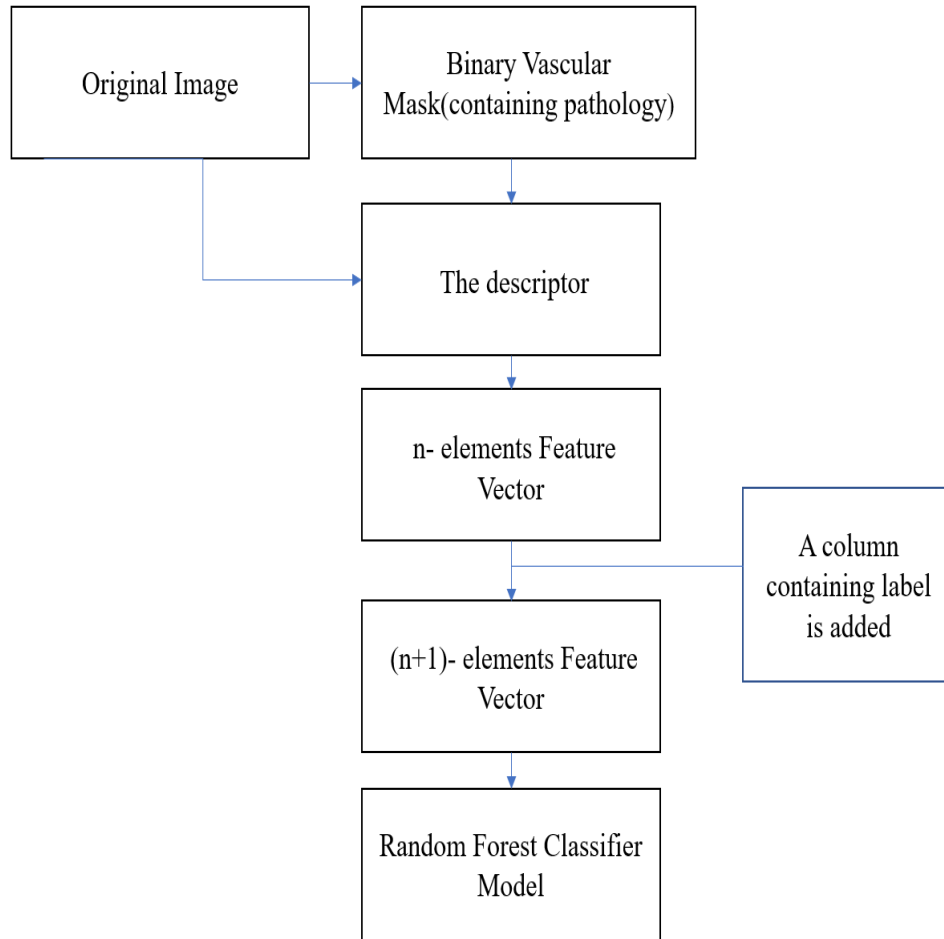 Original Image
Binary Vascular
Mask(containing pathology)
The descriptor
n- elements Feature
Vector
A column
containing label
is added
(n+1)- elements Feature
Vector
Random Forest Classifier
Model